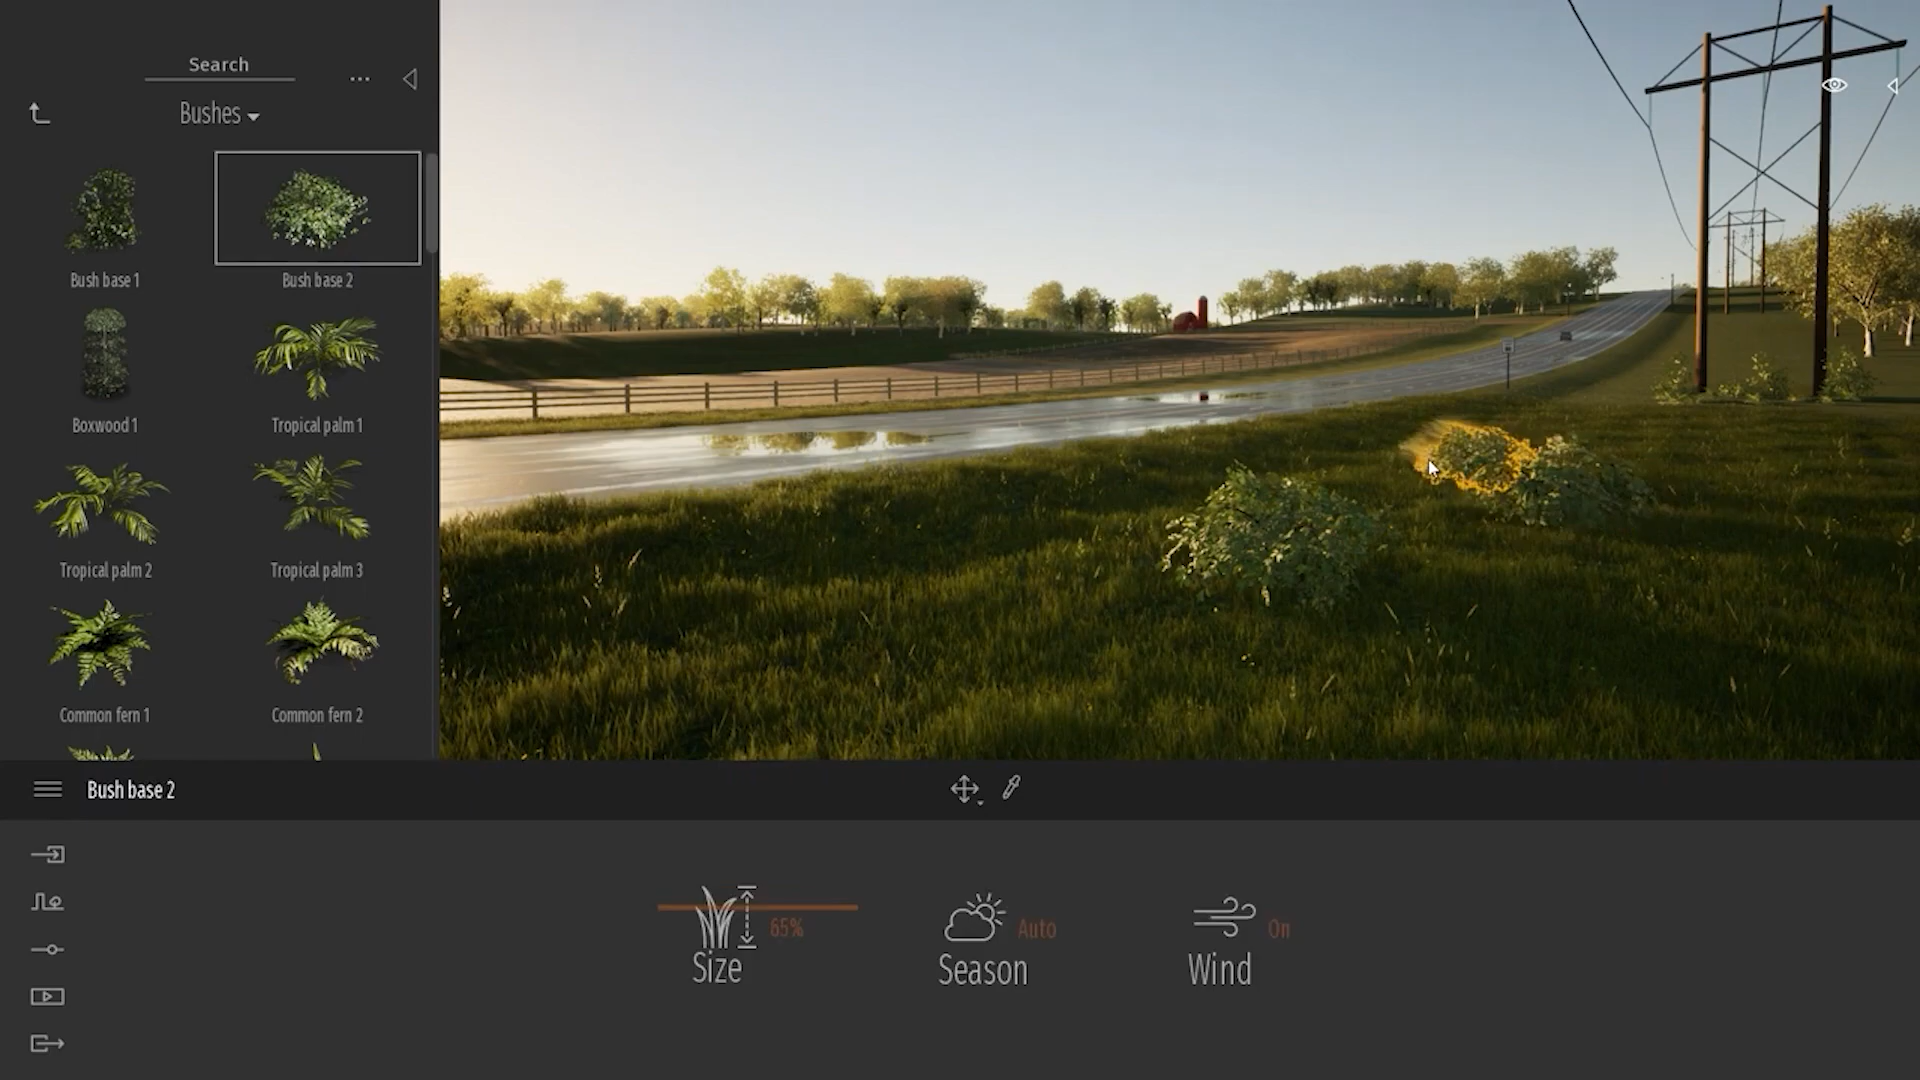 Search
Bushes
Bush base 1
Bush base 2
Boxwood 1
Tropical palm 1
Tropical palm 2
Tropical palm 3
Common fern 1
Common fern 2
Bush base 2
65%
Size
Auto
Season
On
Wind